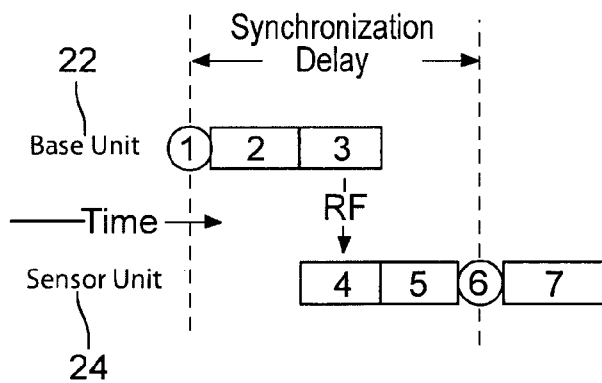 Synchronization
Delay
22
Base Unit
1 2 3
RF
Time
Sensor Unit
4 5 6 7
24